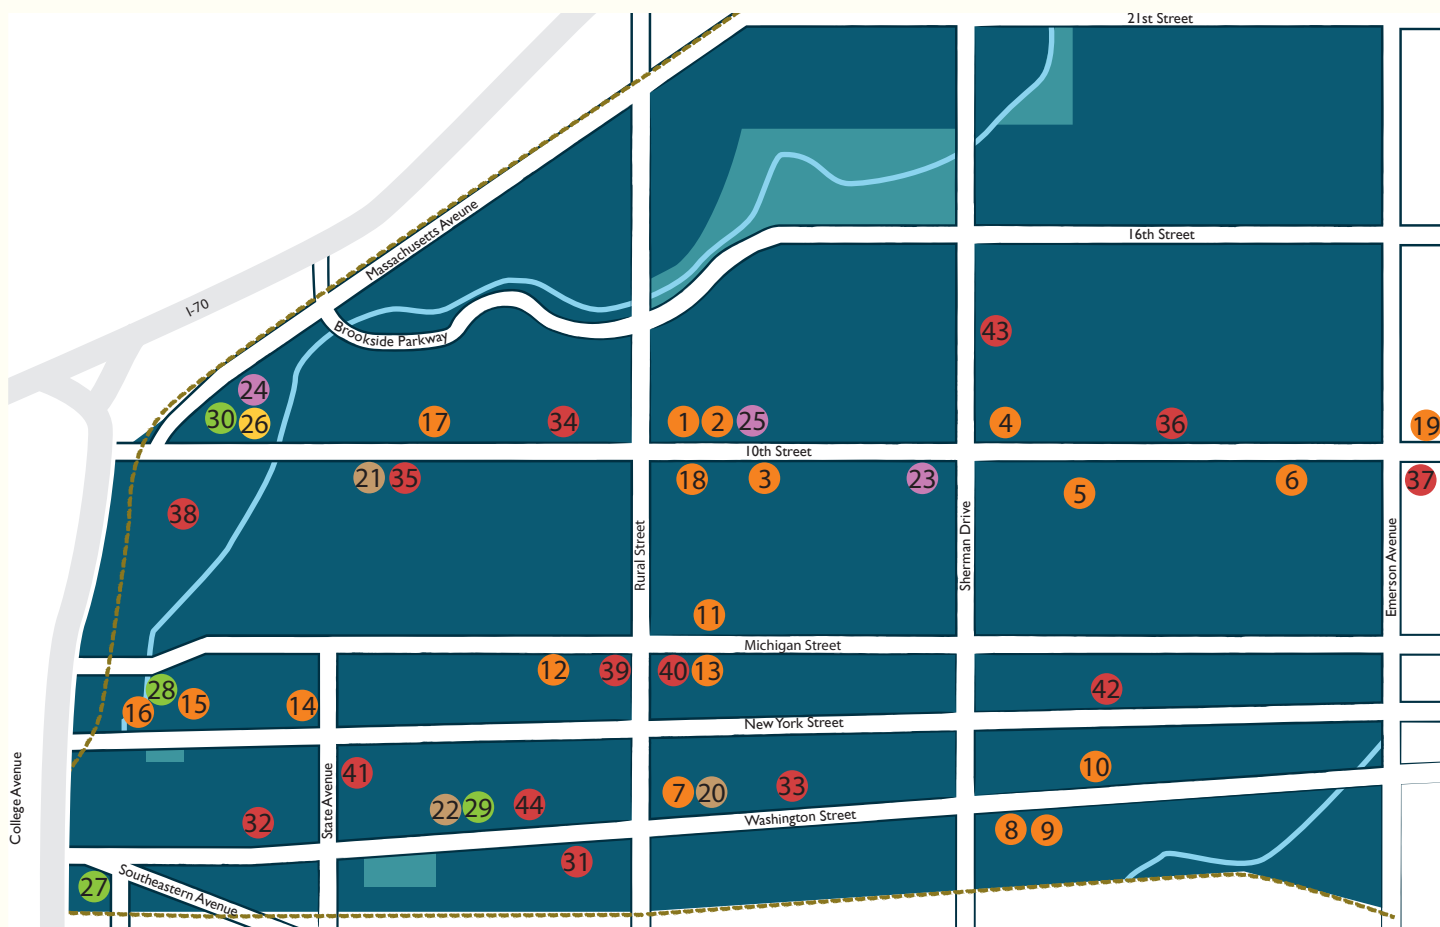 21st Street
Massachusetts Aveune
16th Street
I-70
Brookside Parkway
43
24
30
26
17
34
1
2
25
4
36
19
10th Street
21
35
18
3
23
5
6
37
38
Rural Street
Sherman Drive
Emerson Avenue
11
Michigan Street
12
39
40
13
28
16
15
14
42
New York Street
College Avenue
State Avenue
41
10
22
29
44
7
20
33
32
Washington Street
8
9
31
27
Southeastern Avenue